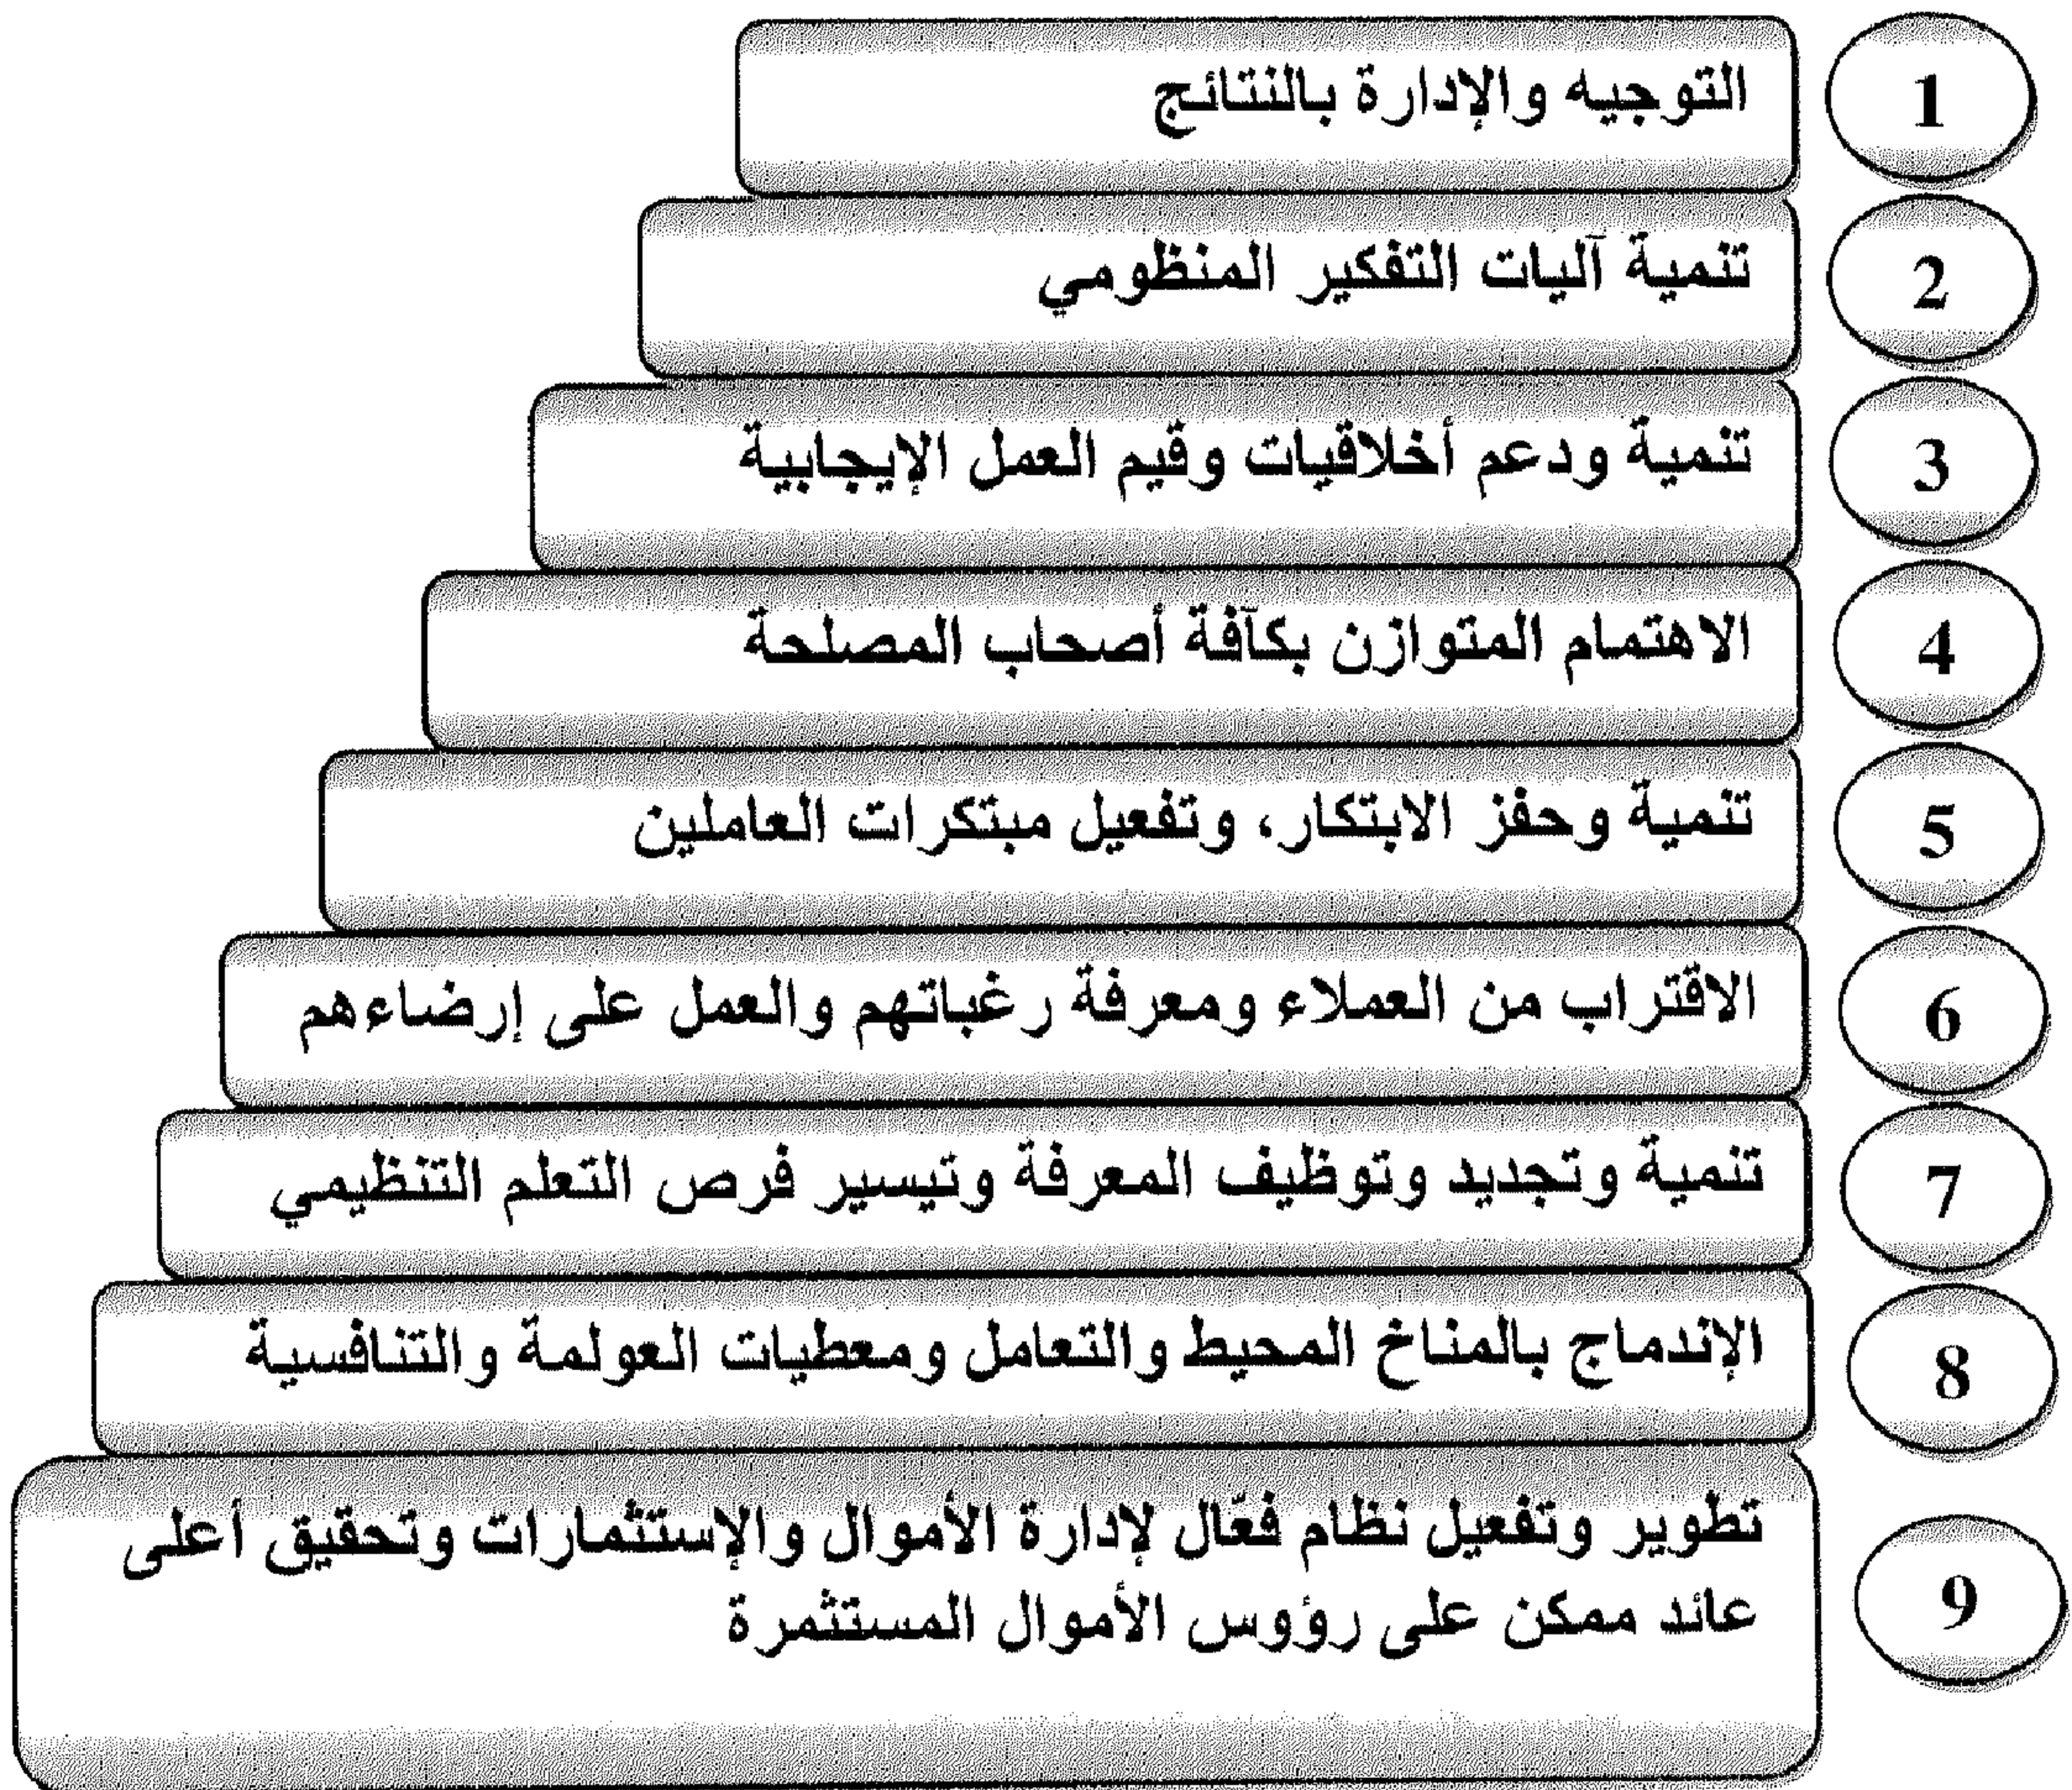 1 التوجيه والإدارة بالنتائج
2 تنمية آليات التفكير المنظومي
3 تنمية ودعم أخلاقيات وقيم العمل الإيجابية
4 الاهتمام المتوازن بكآفة أصحاب المصلحة
5 تنمية وحفز الابتكار، وتفعيل مبتكرات العاملين
6 الاقتراب من العملاء ومعرفة رغباتهم والعمل على إرضاءهم
7 تنمية وتجديد وتوظيف المعرفة وتيسير فرص التعلم التنظيمي
8 الإندماج بالمناخ المحيط والتعامل ومعطيات العولمة والتنافسية
9 تطوير وتفعيل نظام فعّال لإدارة الأموال والإستثمارات وتحقيق أعلى
عائد ممكن على رؤوس الأموال المستثمرة